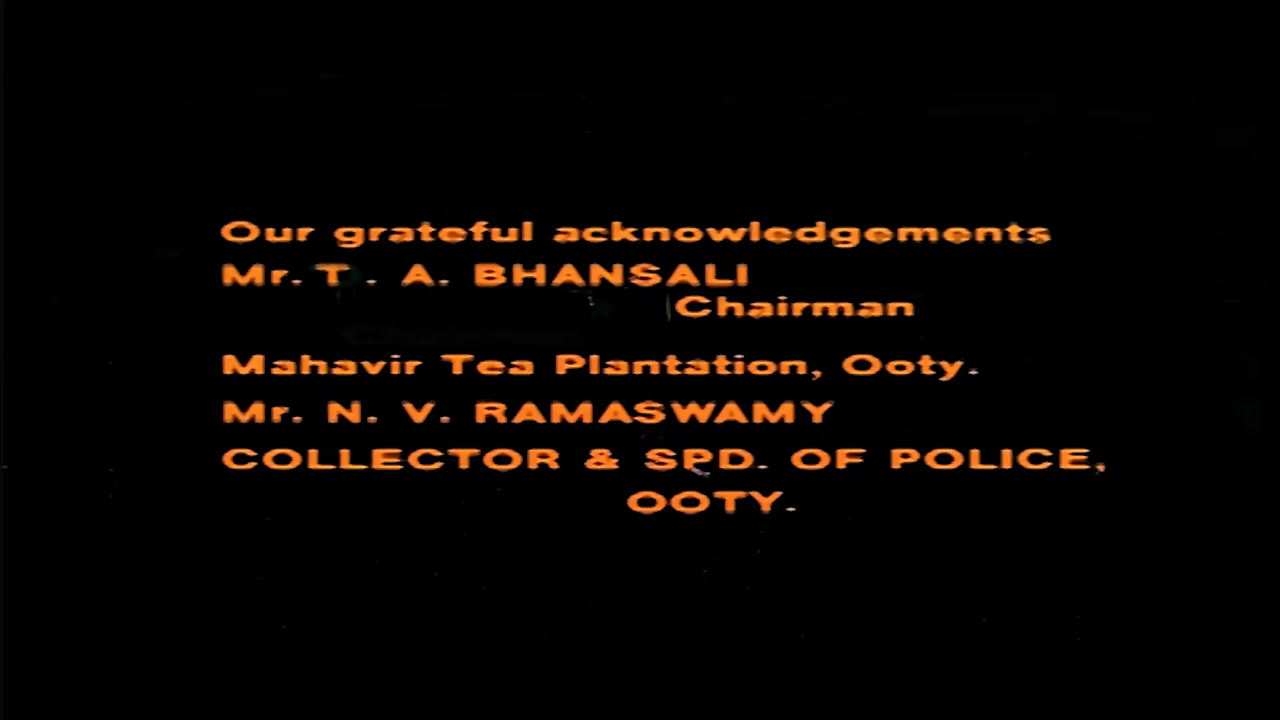 Our grateful acknowledgements
Mr. T . A. BHANSALI
Chairman
Mahavir Tea Plantation, Ooty.
Mr. N. V. RAMASWAMY
COLLECTOR & SPD. OF POLICE,
OOTY.